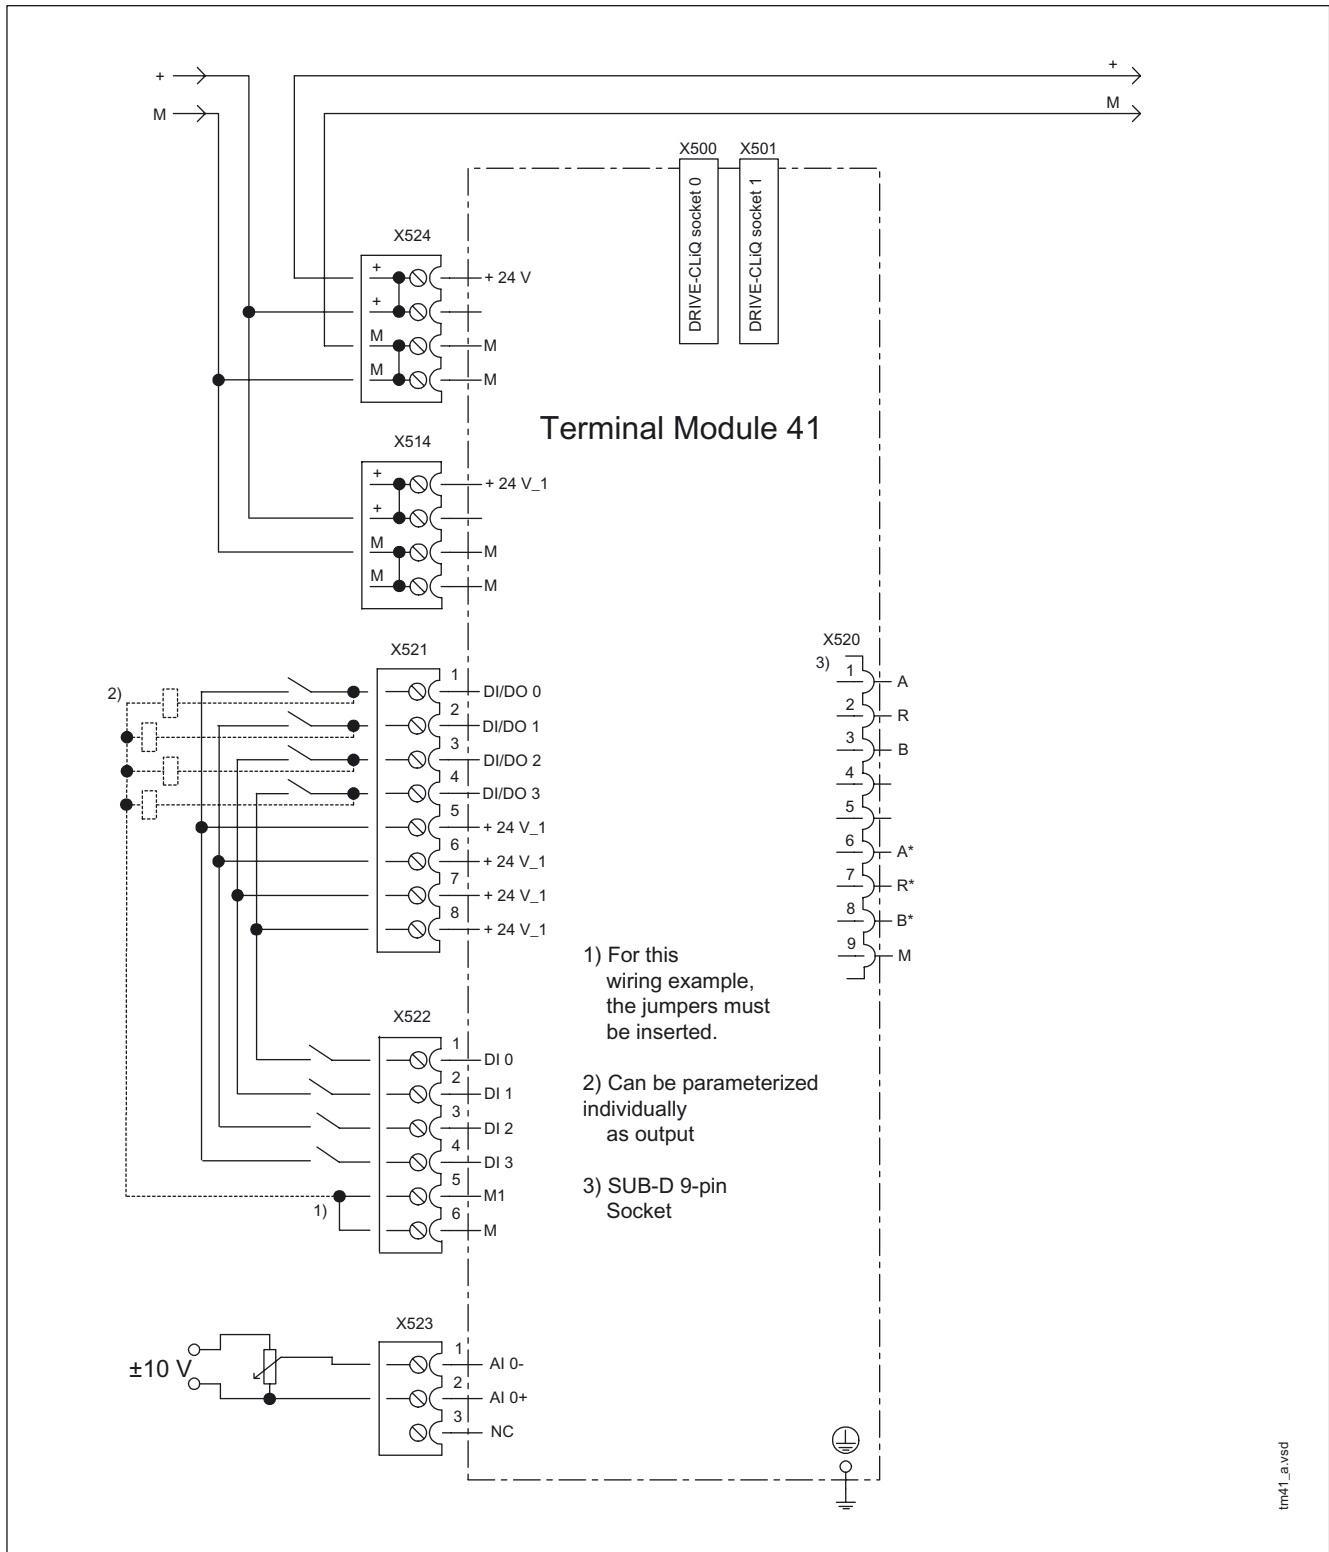 +
+
M
M
X500 X501
DRIVE-CLiQ socket 0
DRIVE-CLiQ socket 1
X524
+
+ 24 V
+
M
M
M
M
Terminal Module 41
X514
+
+ 24 V_1
+
M
M
M
M
X521
2)
1
DI/DO 0
2
DI/DO 1
3
DI/DO 2
4
DI/DO 3
5
+ 24 V_1
6
+ 24 V_1
7
+ 24 V_1
8
+ 24 V_1
X520
3)
1
A
2
R
3
B
4
5
6
A*
7
R*
8
B*
9
M
1) For this
wiring example,
the jumpers must
be inserted.
2) Can be parameterized
individually
as output
3) SUB-D 9-pin
Socket
X522
1
DI 0
2
DI 1
3
DI 2
4
DI 3
5
M1
1)
6
M
X523
±10 V
1
AI 0-
2
AI 0+
3
NC
tm41_a.vsd